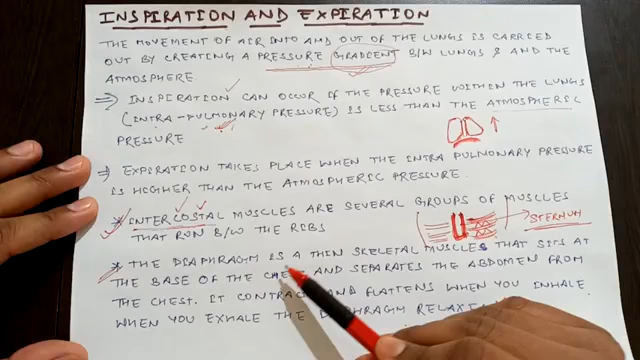 INSPIRATION AND EXPIRATION
THE MOVEMENT OF AIR INTO AND OUT OF THE LUNGS IS CARRIED
OUT BY CREATING A PRESSURE GRADIENT B/W LUNGS & AND THE
ATMOSPHERE.
⇒ INSPIRATION CAN OCCUR IF THE PRESSURE WITHIN THE LUNGS
(INTRA-PULMONARY PRESSURE) IS LESS THAN THE ATMOSPHERIC
PRESSURE
⇒ EXPIRATION TAKES PLACE WHEN THE INTRA PULMONARY PRESSURE
IS HIGHER THAN THE ATMOSPHERIC PRESSURE.
* INTERCOSTAL MUSCLES ARE SEVERAL GROUPS OF MUSCLES
THAT RUN B/W THE RIBS
STERNUM
* THE DIAPHRAGM IS A THIN SKELETAL MUSCLES THAT SITS AT
THE BASE OF THE AND SEPARATES THE ABDOMEN FROM
THE CHEST. IT AND FLATTENS WHEN YOU INHALE.
WHEN YOU EXHALE THE